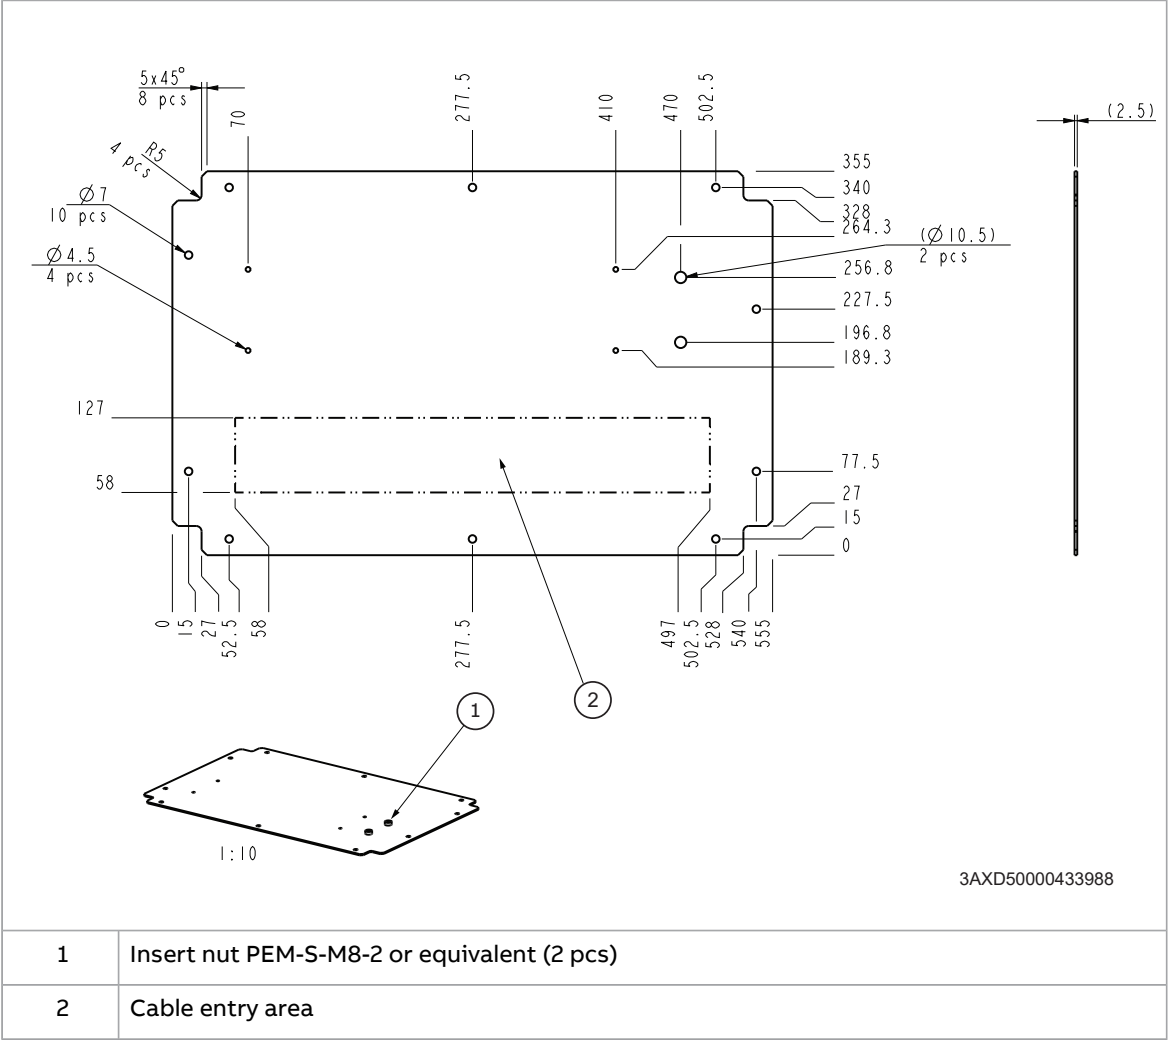 5x45°
8 pcs
70
277.5
410
470
502.5
(2.5)
R5
4 pcs
355
340
328
264.3
Ø7
10 pcs
(Ø10.5)
2 pcs
Ø4.5
4 pcs
256.8
227.5
196.8
189.3
127
58
77.5
27
15
0
0
15
27
52.5
58
277.5
497
502.5
528
540
555
1
2
1:10
3AXD50000433988
1 Insert nut PEM-S-M8-2 or equivalent (2 pcs)
2 Cable entry area